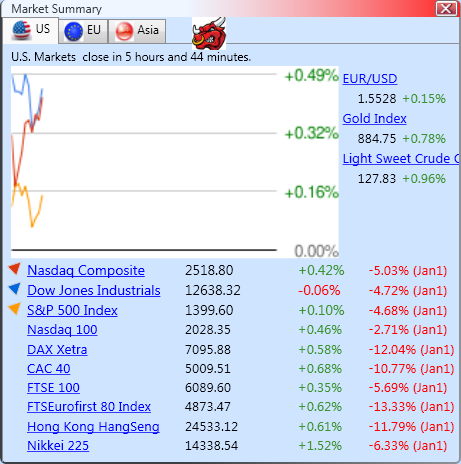 Market Summary
US EU Asia
U.S. Markets close in 5 hours and 44 minutes.
+0.49%
+0.32%
+0.16%
0.00%
EUR/USD
1.5528 +0.15%
Gold Index
884.75 +0.78%
Light Sweet Crude
127.83 +0.96%
Nasdaq Composite 2518.80 +0.42% -5.03% (Jan1)
Dow Jones Industrials 12638.32 -0.06% -4.72% (Jan1)
S&P 500 Index 1399.60 +0.10% -4.68% (Jan1)
Nasdaq 100 2028.35 +0.46% -2.71% (Jan1)
DAX Xetra 7095.88 +0.58% -12.04% (Jan1)
CAC 40 5009.51 +0.68% -10.77% (Jan1)
FTSE 100 6089.60 +0.35% -5.69% (Jan1)
FTSEurofirst 80 Index 4873.47 +0.62% -13.33% (Jan1)
Hong Kong HangSeng 24533.12 +0.61% -11.79% (Jan1)
Nikkei 225 14338.54 +1.52% -6.33% (Jan1)